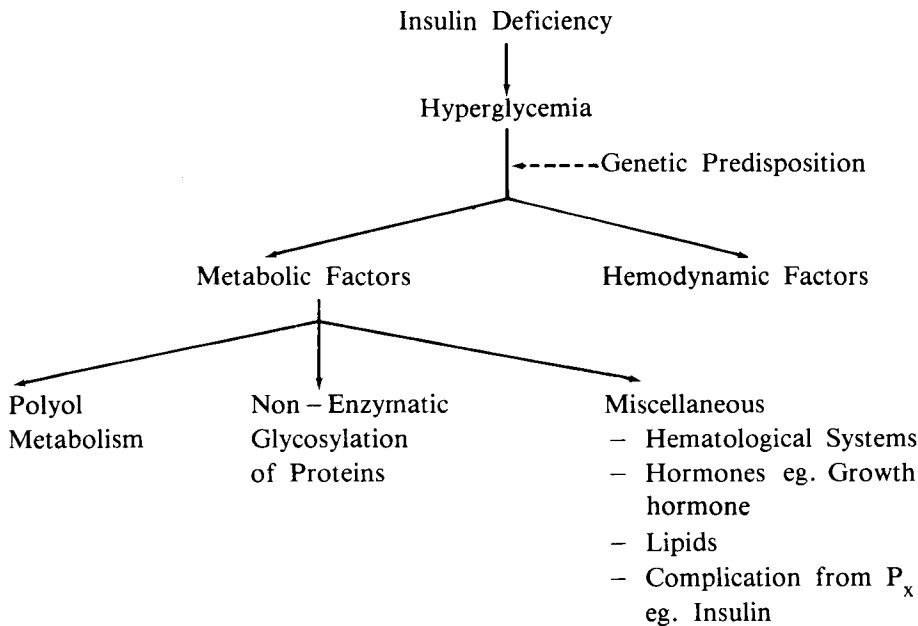 Insulin Deficiency
Hyperglycemia
Genetic Predisposition
Metabolic Factors
Hemodynamic Factors
Polyol
Metabolism
Non – Enzymatic
Glycosylation
of Proteins
Miscellaneous
– Hematological Systems
– Hormones eg. Growth
hormone
– Lipids
– Complication from Px
eg. Insulin